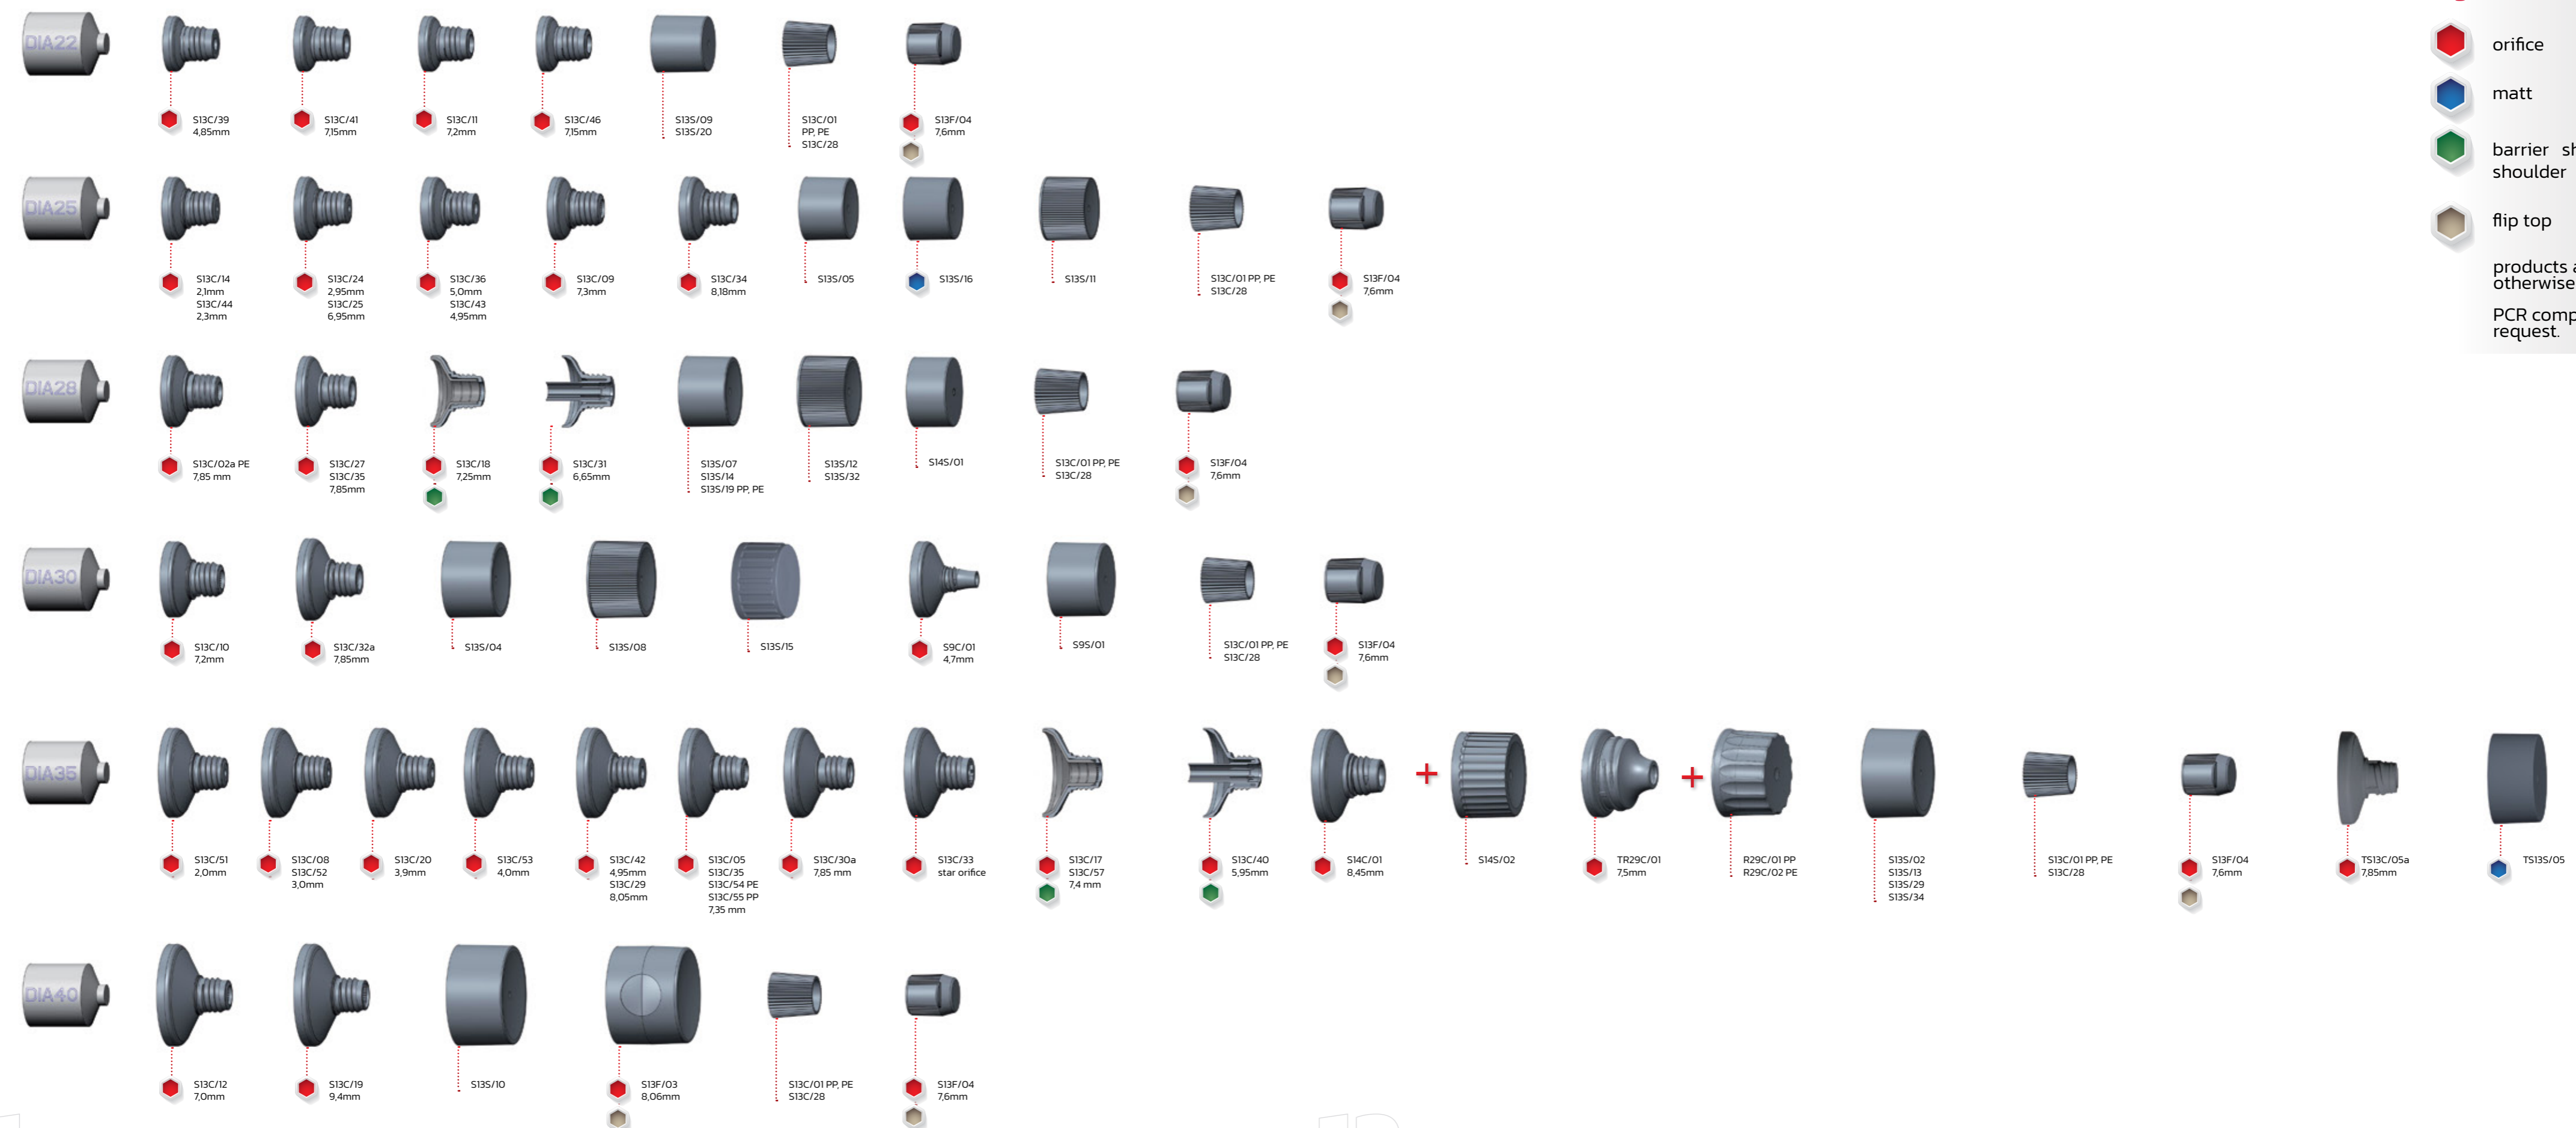 DIA22
S13C/39
4,85mm
S13C/41
7,15mm
S13C/11
7,2mm
S13C/46
7,15mm
S13S/09
S13S/20
S13C/01
PP, PE
S13C/28
S13F/04
7,6mm
DIA25
S13C/14
2,1mm
S13C/44
2,3mm
S13C/24
2,95mm
S13C/25
6,95mm
S13C/36
5,0mm
S13C/43
4,95mm
S13C/09
7,3mm
S13C/34
8,18mm
S13S/05
S13S/16
S13S/11
S13C/01 PP, PE
S13C/28
S13F/04
7,6mm
DIA28
S13C/02a PE
7,85 mm
S13C/27
S13C/35
7,85mm
S13C/18
7,25mm
S13C/31
6,65mm
S13S/07
S13S/14
S13S/19 PP, PE
S13S/12
S13S/32
S14S/01
S13C/01 PP, PE
S13C/28
S13F/04
7,6mm
DIA30
S13C/10
7,2mm
S13C/32a
7,85mm
S13S/04
S13S/08
S13S/15
S9C/01
4,7mm
S9S/01
S13C/01 PP, PE
S13C/28
S13F/04
7,6mm
DIA35
S13C/51
2,0mm
S13C/08
S13C/52
3,0mm
S13C/20
3,9mm
S13C/53
4,0mm
S13C/42
4,95mm
S13C/29
8,05mm
S13C/05
S13C/35
S13C/54 PE
S13C/55 PP
7,35 mm
S13C/30a
7,85 mm
S13C/33
star orifice
S13C/17
S13C/57
7,4 mm
S13C/40
5,95mm
S14C/01
8,45mm
+
S14S/02
TR29C/01
7,5mm
+
R29C/01 PP
R29C/02 PE
S13S/02
S13S/13
S13S/29
S13S/34
S13C/01 PP, PE
S13C/28
S13F/04
7,6mm
TS13C/05a
7,85mm
TS13S/05
DIA40
S13C/12
7,0mm
S13C/19
9,4mm
S13S/10
S13F/03
8,06mm
S13C/01 PP, PE
S13C/28
S13F/04
7,6mm
orifice
matt
barrier sh
shoulder
flip top
products a
otherwise
PCR comp
request.